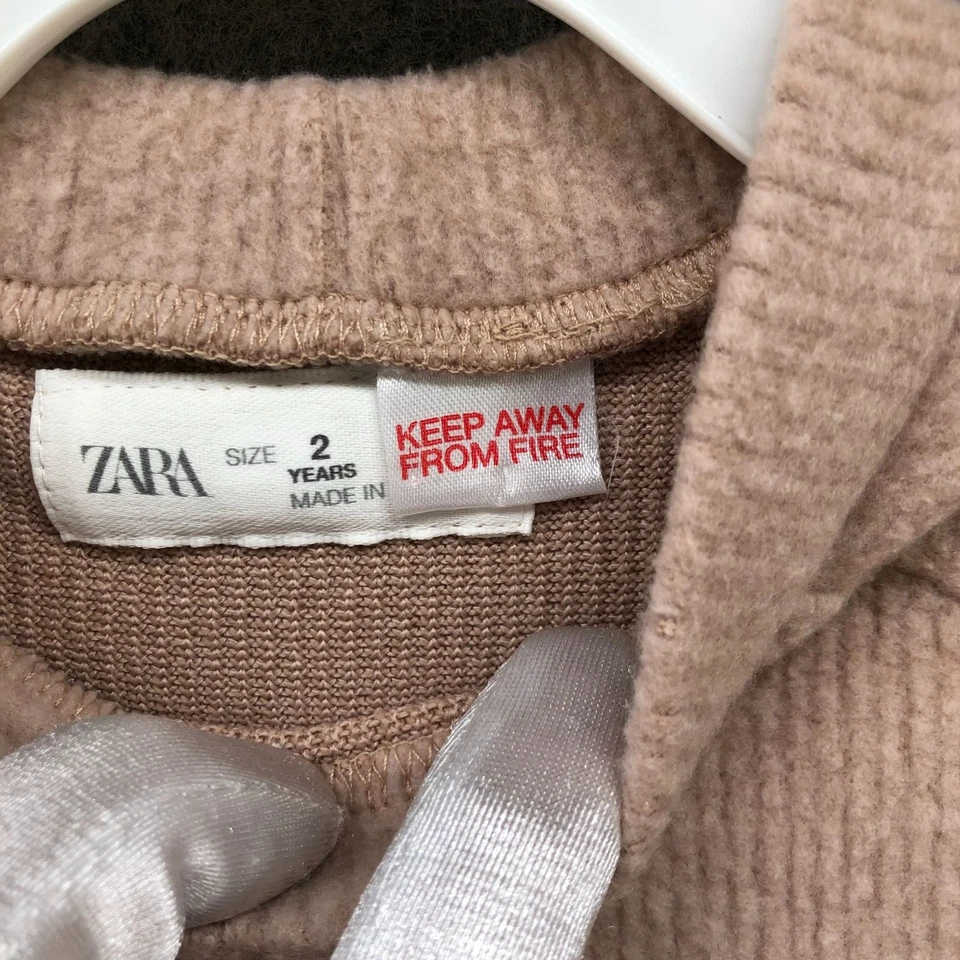 ZARA SIZE 2
YEARS
MADE IN
KEEP AWAY
FROM FIRE